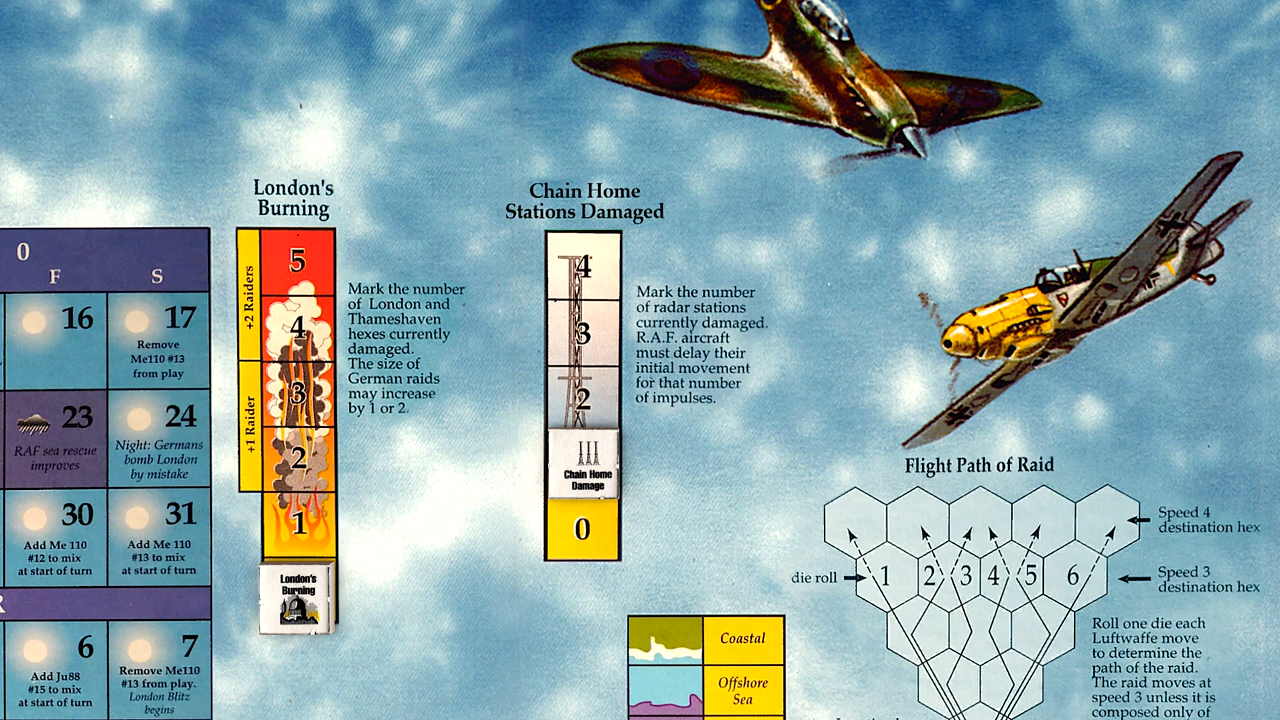 London's
Burning
5
4
3
2
1
+2 Raiders
+1 Raider
London's
Burning
Mark the number
of London and
Thameshaven
hexes currently
damaged.
The size of
German raids
may increase
by 1 or 2.
Chain Home
Stations Damaged
4
3
2
Chain Home
Damage
0
Mark the number
of radar stations
currently damaged.
R.A.F. aircraft
must delay their
initial movement
for that number
of impulses.
0
F
S
16
17
Remove
Me110 #13
from play
23
RAF sea rescue
improves
24
Night: Germans
bomb London
by mistake
30
Add Me 110
#12 to mix
at start of turn
31
Add Me 110
#13 to mix
at start of turn
R
6
Add Ju88
#15 to mix
at start of turn
7
Remove Me110
#13 from play.
London Blitz
begins
Coastal
Offshore
Sea
Flight Path of Raid
Speed 4
destination hex
die roll
1 2 3 4 5 6
Speed 3
destination hex
Roll one die each
Luftwaffe move
to determine the
path of the raid.
The raid moves at
speed 3 unless it is
composed only of